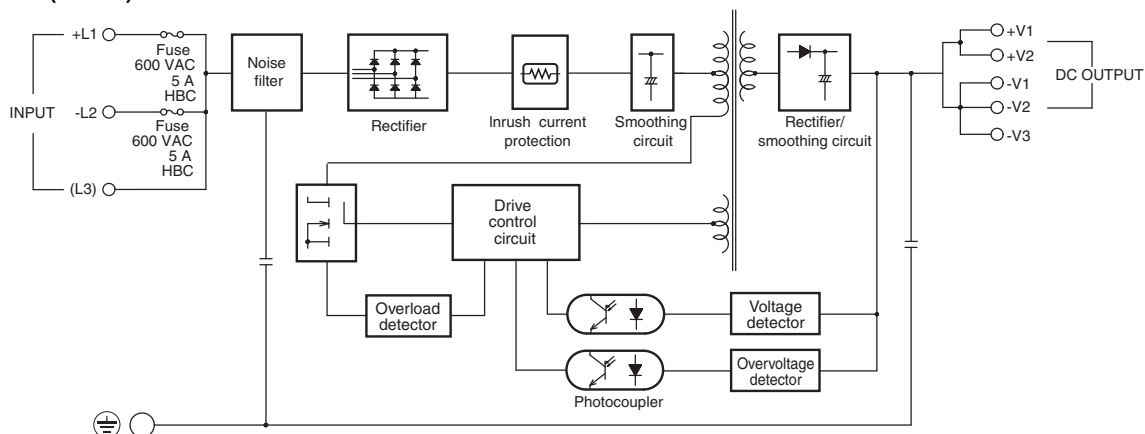 +L1
Fuse
600 VAC
5 A
HBC
INPUT
-L2
Fuse
600 VAC
5 A
HBC
(L3)
Noise
filter
Rectifier
Inrush current
protection
Smoothing
circuit
Rectifier/
smoothing circuit
+V1
+V2
DC OUTPUT
-V1
-V2
-V3
Drive
control
circuit
Overload
detector
Voltage
detector
Overvoltage
detector
Photocoupler